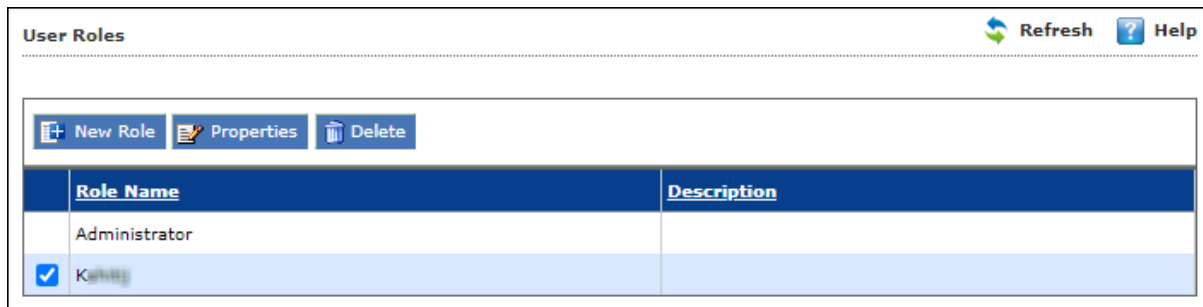 User Roles
Refresh
Help
New Role
Properties
Delete
Role Name
Description
Administrator